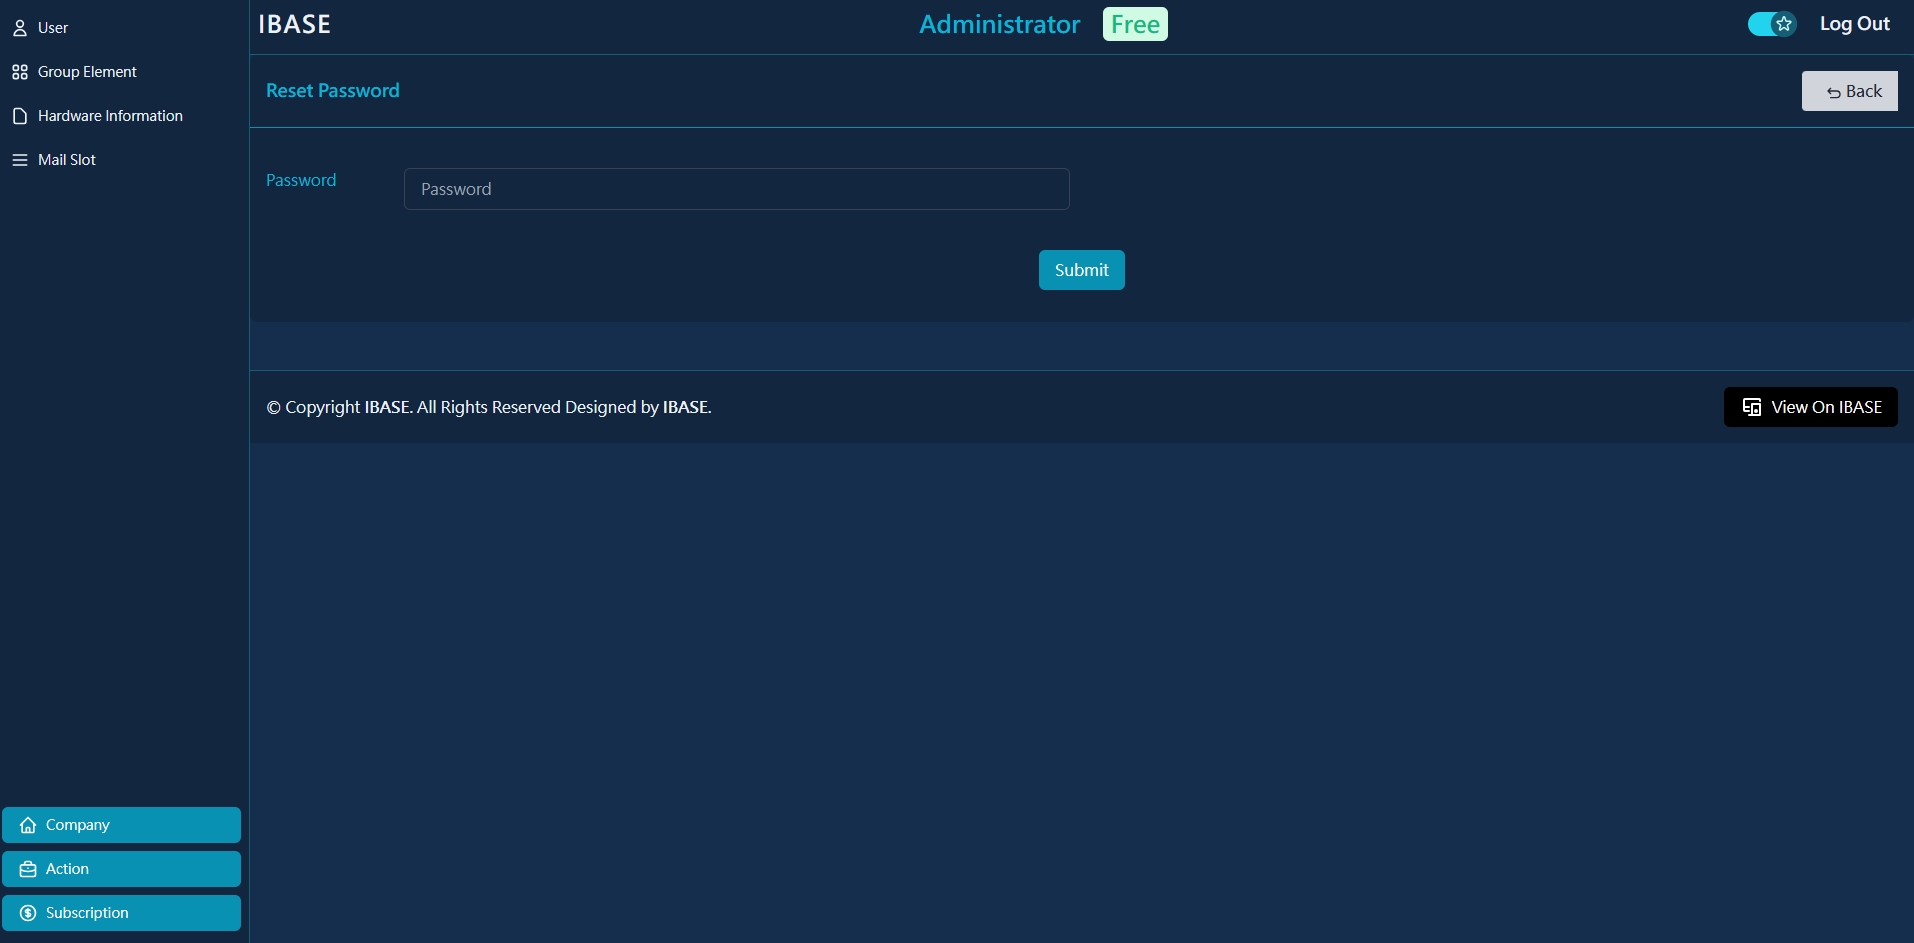 User
Group Element
Hardware Information
Mail Slot
Company
Action
Subscription
IBASE
Administrator Free
Log Out
Reset Password
Back
Password
Password
Submit
© Copyright IBASE. All Rights Reserved Designed by IBASE.
View On IBASE